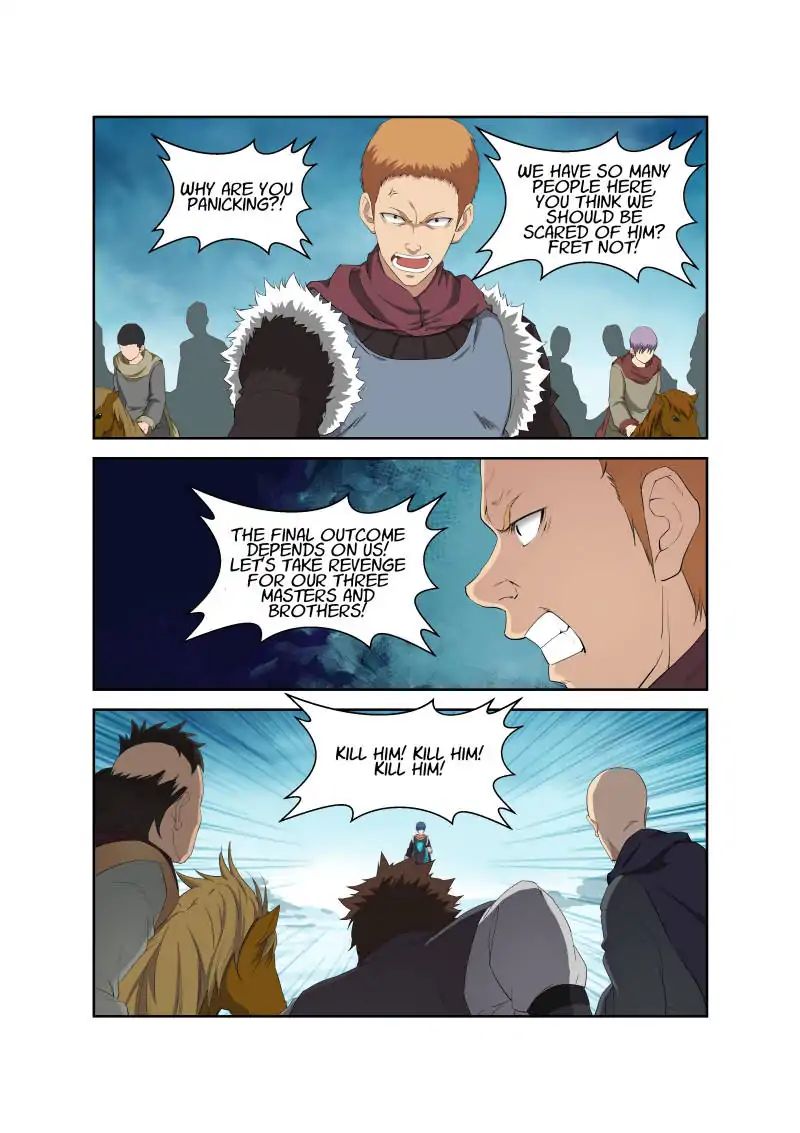 WHY ARE YOU
PANICKING?!
WE HAVE SO MANY
PEOPLE HERE,
YOU THINK WE
SHOULD BE
SCARED OF HIM?
FRET NOT!
THE FINAL OUTCOME
DEPENDS ON US!
LET'S TAKE REVENGE
FOR OUR THREE
MASTERS AND
BROTHERS!
KILL HIM! KILL HIM!
KILL HIM!